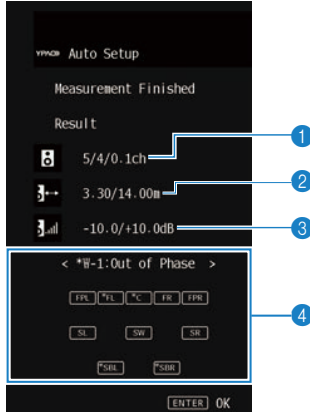 YPAO Auto Setup
Measurement Finished
Result
5/4/0.1ch 1
3.30/14.00m 2
-10.0/+10.0dB 3
< *W-1:Out of Phase >
FPL *FL *C FR FPR 4
SL SW SR
*SBL *SBR
ENTER OK